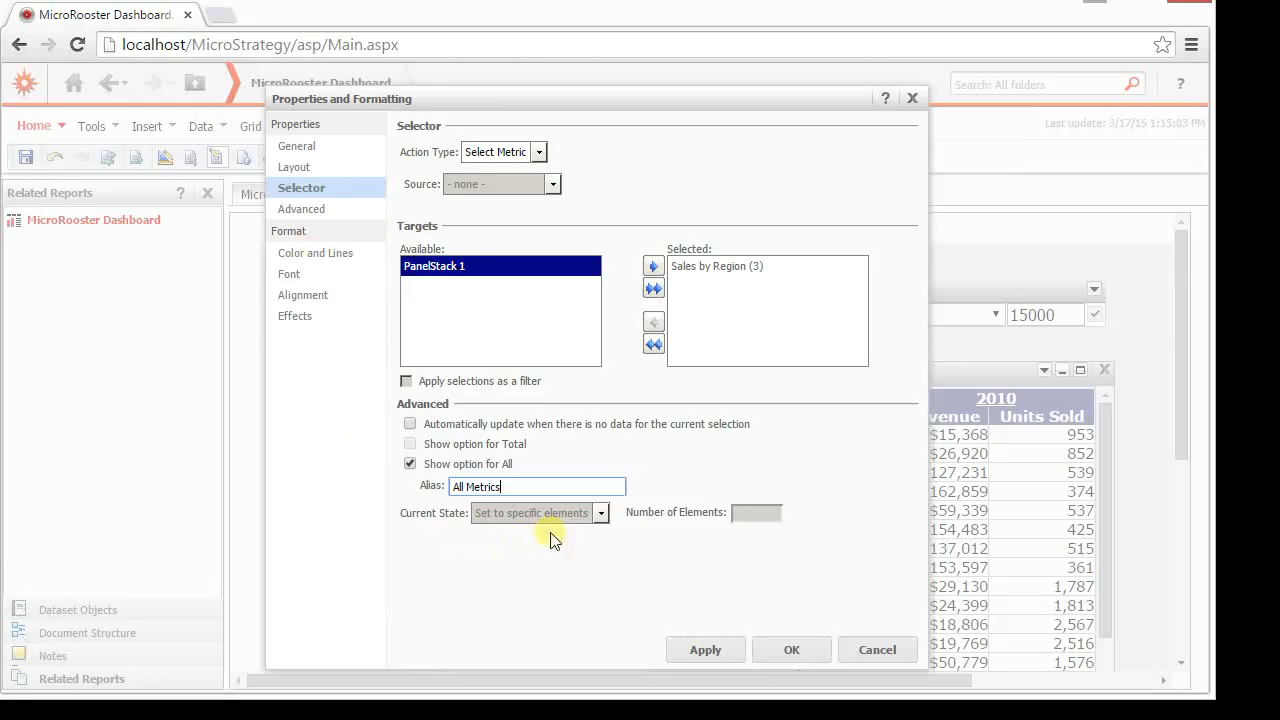 MicroRooster Dashboard.
localhost/MicroStrategy/asp/Main.aspx
MicroRooster Dashboard
Search: All folders
?
Home Tools Insert Data Grid
Last update: 3/17/15 1:15:03 PM
Related Reports ?
MicroRooster Dashboard
Dataset Objects
Document Structure
Notes
Related Reports
Properties and Formatting ?
Properties
General
Layout
Selector
Advanced
Format
Color and Lines
Font
Alignment
Effects
Selector
Action Type: Select Metric
Source: - none -
Targets
Available:
PanelStack 1
Selected:
Sales by Region (3)
Apply selections as a filter
Advanced
Automatically update when there is no data for the current selection
Show option for Total
Show option for All
Alias: All Metrics
Current State: Set to specific elements Number of Elements:
Apply OK Cancel
15000
2010
venue Units Sold
$15,368 953
$26,920 852
127,231 539
162,859 374
$59,339 537
154,483 425
137,012 515
153,597 361
$29,130 1,787
$24,399 1,813
$18,806 2,567
$19,769 2,516
$50,779 1,576